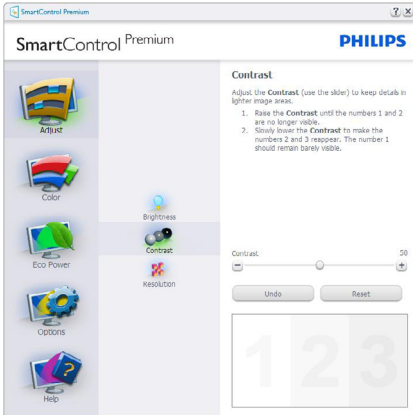 SmartControl Premium
SmartControl Premium
PHILIPS
Adjust
Color
Eco Power
Options
Help
Brightness
Contrast
Resolution
Contrast
Adjust the Contrast (use the slider) to keep details in
lighter image areas.
1. Raise the Contrast until the numbers 1 and 2
are no longer visible.
2. Slowly lower the Contrast to make the
numbers 2 and 3 reappear. The number 1
should remain barely visible.
Contrast 50
Undo Reset
1 2 3